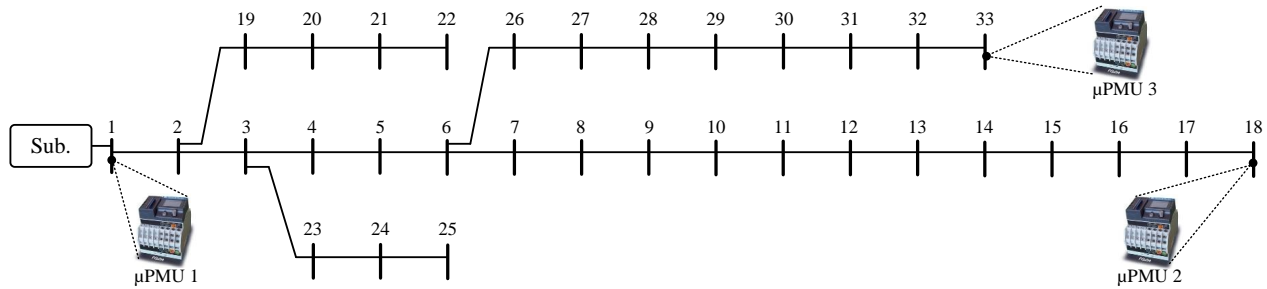 19 20 21 22 26 27 28 29 30 31 32 33
µPMU 3
Sub. 1 2 3 4 5 6 7 8 9 10 11 12 13 14 15 16 17 18
23 24 25
µPMU 1
µPMU 2